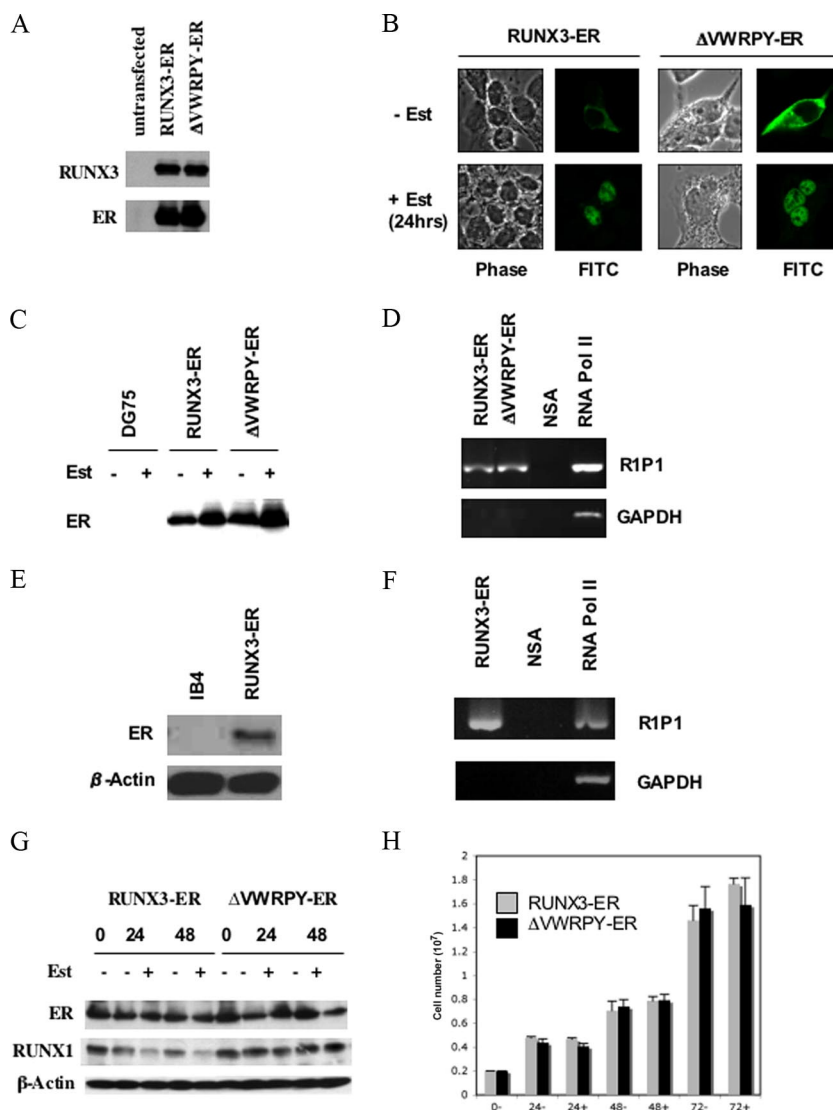 A
untransfected
RUNX3-ER
ΔVWRPY-ER
RUNX3
ER
B
RUNX3-ER ΔVWRPY-ER
- Est
+ Est
(24hrs)
Phase FITC Phase FITC
C
DG75
RUNX3-ER
ΔVWRPY-ER
Est - + - + - +
ER
D
RUNX3-ER
ΔVWRPY-ER
NSA
RNA Pol II
R1P1
GAPDH
E
IB4
RUNX3-ER
ER
β-Actin
F
RUNX3-ER
NSA
RNA Pol II
R1P1
GAPDH
G
RUNX3-ER ΔVWRPY-ER
0 24 48 0 24 48
Est - - + - + - - + - + -
ER
RUNX1
β-Actin
H
Cell number (10⁷)
2
1.8
1.6
1.4
1.2
1
0.8
0.6
0.4
0.2
0
RUNX3-ER
ΔVWRPY-ER
0- 24- 24+ 48- 48+ 72- 72+